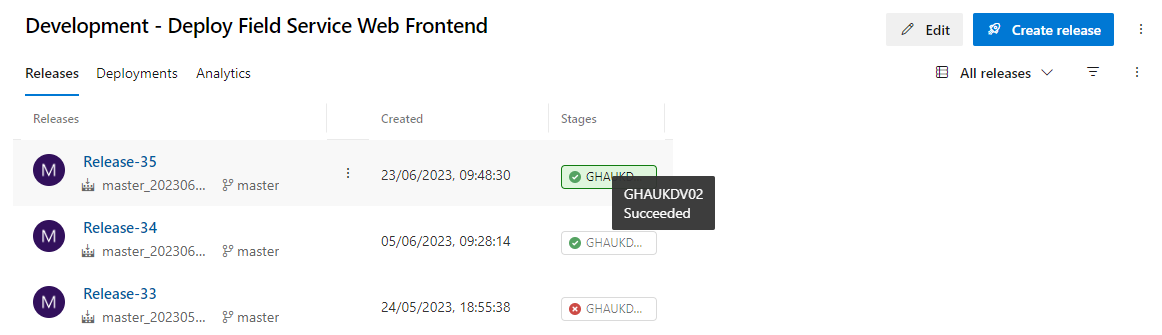 Development - Deploy Field Service Web Frontend
Edit
Create release
Releases
Deployments
Analytics
All releases
Releases
Created
Stages
M
Release-35
master_202306...
master
23/06/2023, 09:48:30
GHAUKD
GHAUKDV02
Succeeded
M
Release-34
master_202306...
master
05/06/2023, 09:28:14
GHAUKD...
M
Release-33
master_202305...
master
24/05/2023, 18:55:38
GHAUKD...